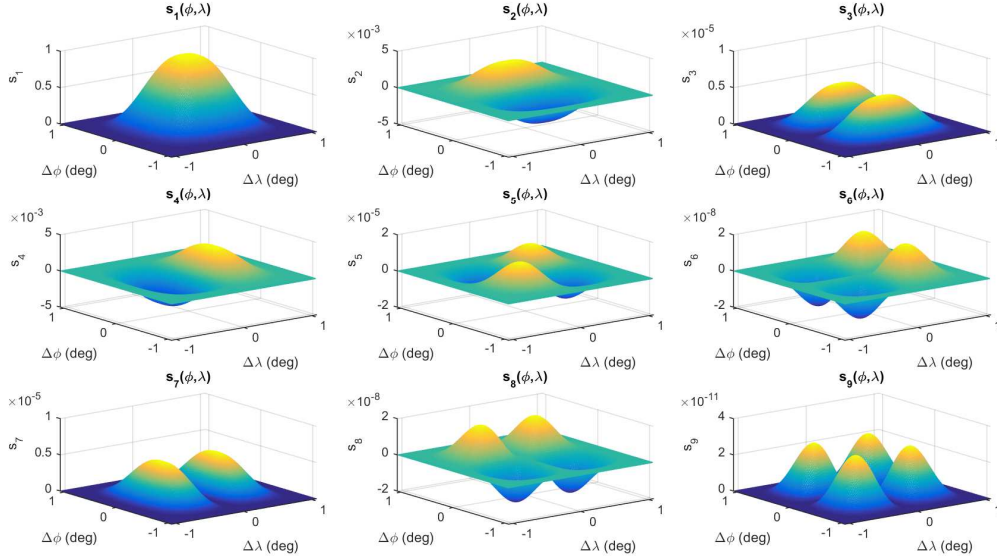 s₁(ϕ,λ)
s₂(ϕ,λ)
s₃(ϕ,λ)
1
0.5
0
s₁
1
0
-1
Δϕ (deg)
-1
0
1
Δλ (deg)
×10⁻³
5
0
-5
s₂
1
0
-1
Δϕ (deg)
-1
0
1
Δλ (deg)
×10⁻⁵
1
0.5
0
s₃
1
0
-1
Δϕ (deg)
-1
0
1
Δλ (deg)
s₄(ϕ,λ)
s₅(ϕ,λ)
s₆(ϕ,λ)
×10⁻³
5
0
-5
s₄
1
0
-1
Δϕ (deg)
-1
0
1
Δλ (deg)
×10⁻⁵
2
0
-2
s₅
1
0
-1
Δϕ (deg)
-1
0
1
Δλ (deg)
×10⁻⁸
2
0
-2
s₆
1
0
-1
Δϕ (deg)
-1
0
1
Δλ (deg)
s₇(ϕ,λ)
s₈(ϕ,λ)
s₉(ϕ,λ)
×10⁻⁵
1
0.5
0
s₇
1
0
-1
Δϕ (deg)
-1
0
1
Δλ (deg)
×10⁻⁸
2
0
-2
s₈
1
0
-1
Δϕ (deg)
-1
0
1
Δλ (deg)
×10⁻¹¹
4
2
0
s₉
1
0
-1
Δϕ (deg)
-1
0
1
Δλ (deg)